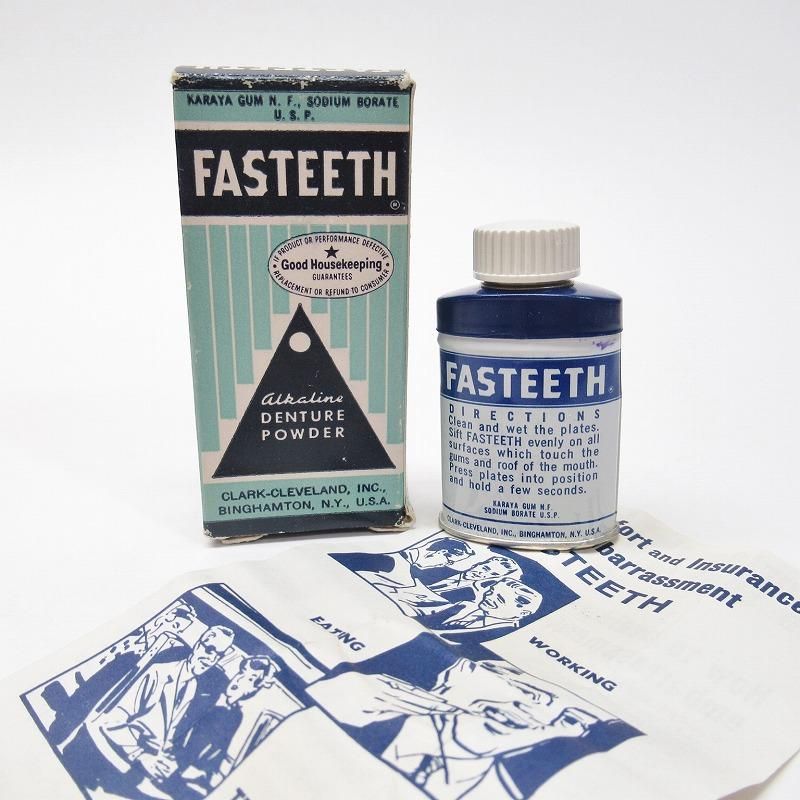 KARAYA GUM N. F., SODIUM BORATE
U. S. P.
FASTEETH
®
IF PRODUCT OR PERFORMANCE DEFECTIVE
★
Good Housekeeping
GUARANTEES
REPLACEMENT OR REFUND TO CONSUMER
Alkaline
DENTURE
POWDER
CLARK-CLEVELAND, INC.,
BINGHAMTON, N.Y., U.S.A.
FASTEETH®
DIRECTIONS
Clean and wet the plates.
Sift FASTEETH evenly on all
surfaces which touch the
gums and roof of the mouth.
Press plates into position
and hold a few seconds.
KARAYA GUM N.F.
SODIUM BORATE U.S.P.
CLARK-CLEVELAND, INC., BINGHAMTON, N.Y. U.S.A.
fort and Insurance
barrassment
TEETH
EATING
WORKING